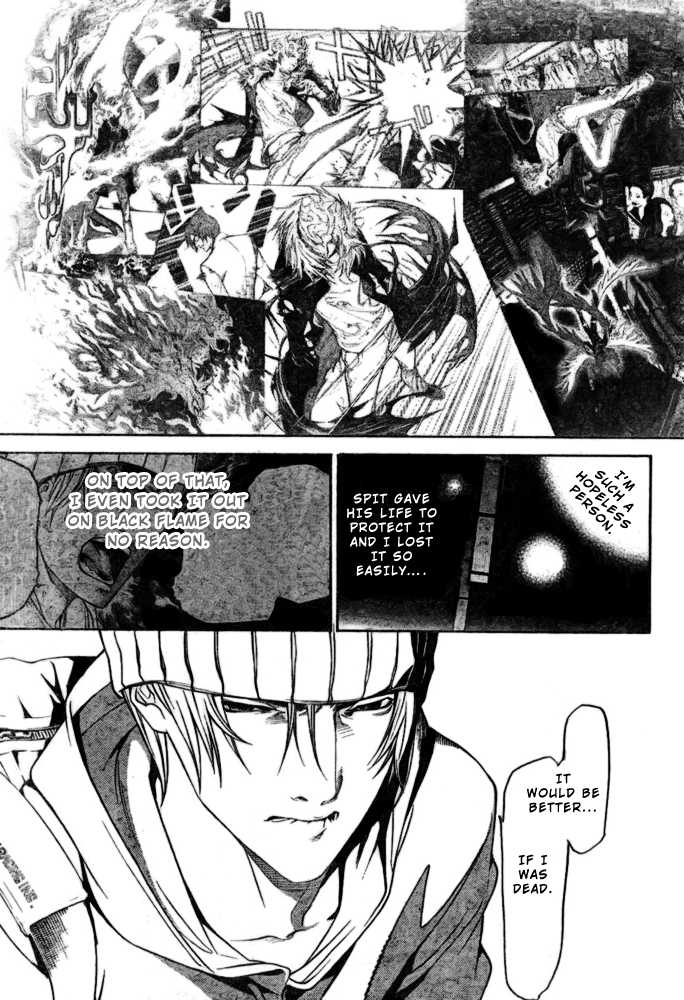 I'M
SUCH A
HOPELESS
PERSON.
SPIT GAVE
HIS LIFE TO
PROTECT IT
AND I LOST
IT SO
EASILY....
ON TOP OF THAT,
I EVEN TOOK IT OUT
ON BLACK FLAME FOR
NO REASON.
IT
WOULD BE
BETTER...
IF I
WAS
DEAD.